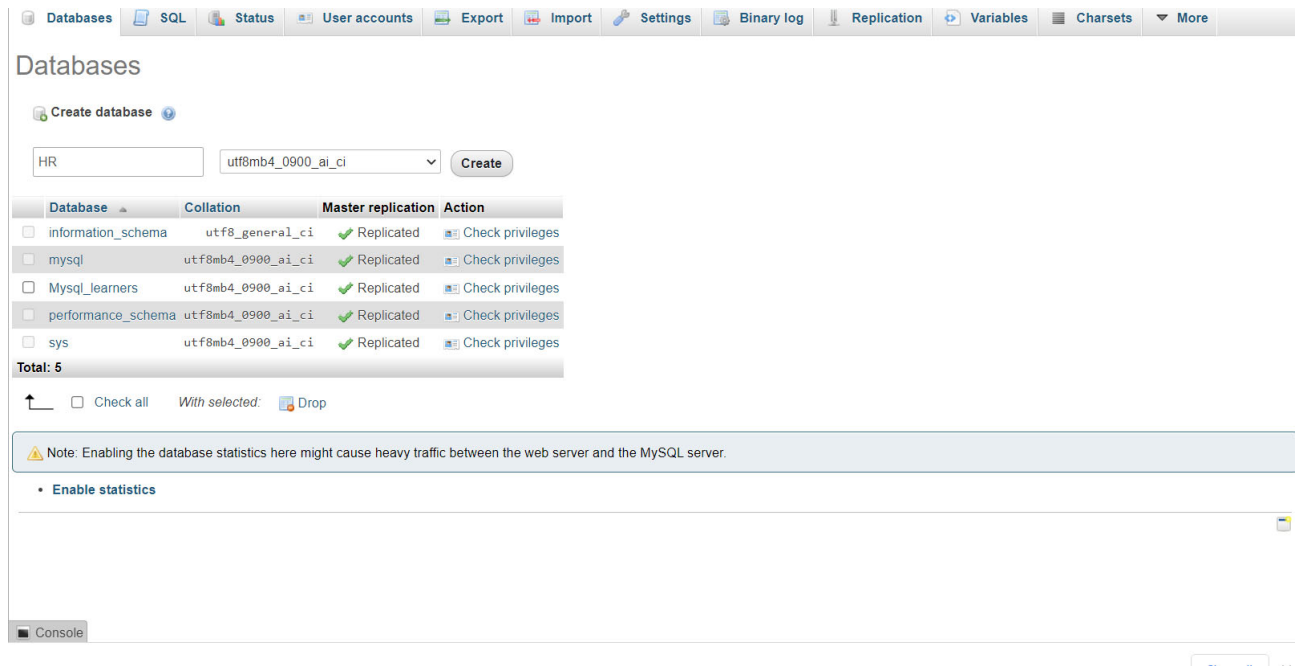 Databases SQL Status User accounts Export Import Settings Binary log Replication Variables Charsets More
Databases
Create database
HR utf8mb4_0900_ai_ci Create
Database Collation Master replication Action
information_schema utf8_general_ci Replicated Check privileges
mysql utf8mb4_0900_ai_ci Replicated Check privileges
Mysql_learners utf8mb4_0900_ai_ci Replicated Check privileges
performance_schema utf8mb4_0900_ai_ci Replicated Check privileges
sys utf8mb4_0900_ai_ci Replicated Check privileges
Total: 5
Check all With selected: Drop
Note: Enabling the database statistics here might cause heavy traffic between the web server and the MySQL server.
• Enable statistics
Console